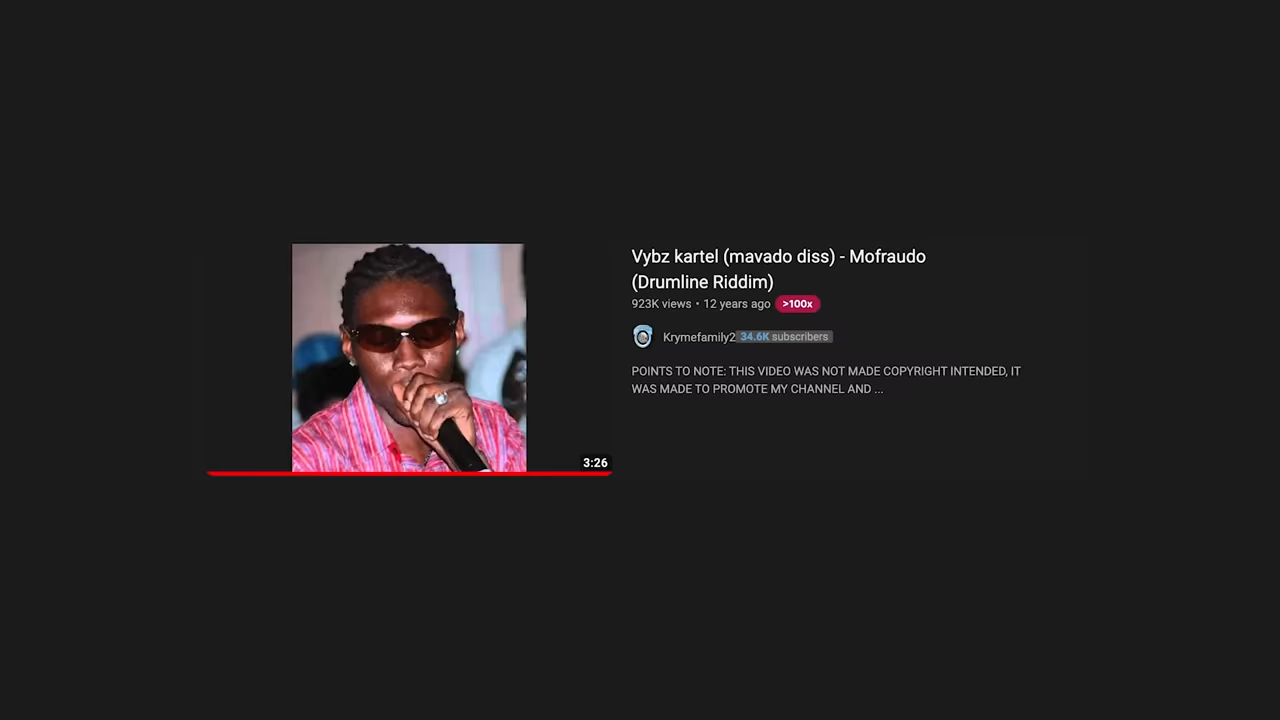 Vybz kartel (mavado diss) - Mofraudo
(Drumline Riddim)
923K views • 12 years ago >100x
Krymefamily2 34.6K subscribers
POINTS TO NOTE: THIS VIDEO WAS NOT MADE COPYRIGHT INTENDED, IT
WAS MADE TO PROMOTE MY CHANNEL AND ...
3:26